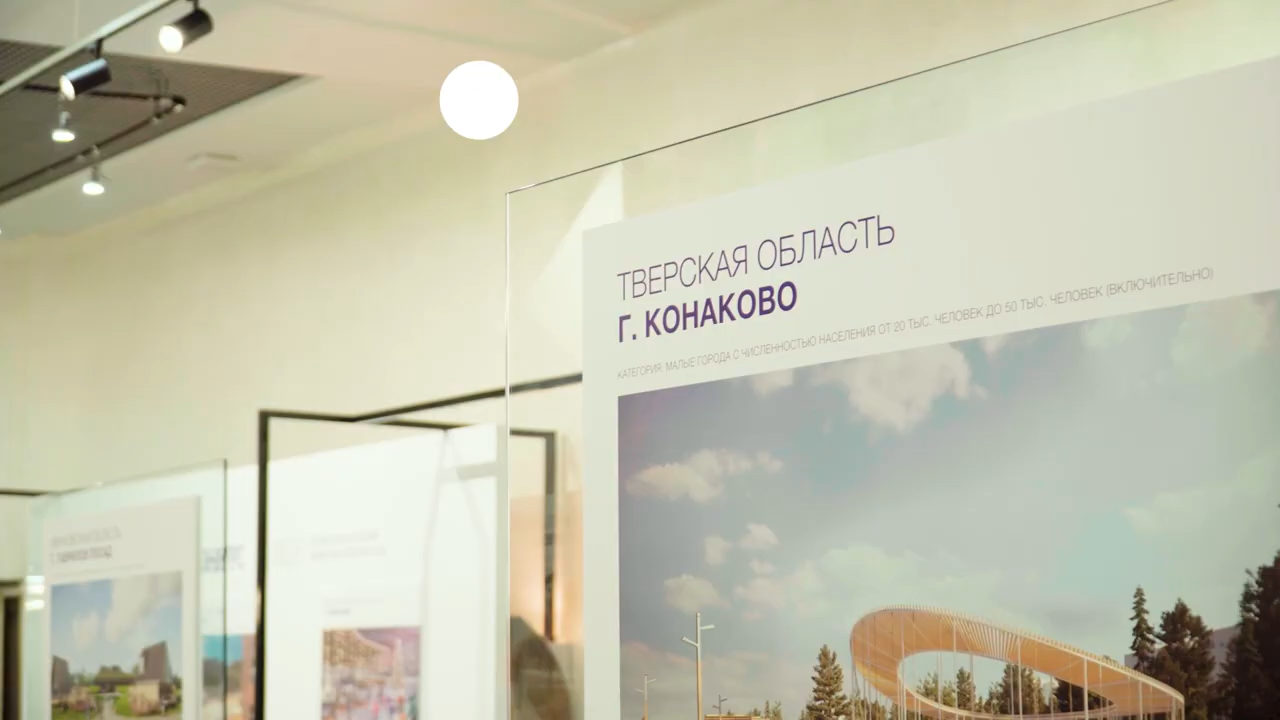 ТВЕРСКАЯ ОБЛАСТЬ
Г. КОНАКОВО
КАТЕГОРИЯ: МАЛЫЕ ГОРОДА С ЧИСЛЕННОСТЬЮ НАСЕЛЕНИЯ ОТ 20 ТЫС. ЧЕЛОВЕК ДО 50 ТЫС. ЧЕЛОВЕК (ВКЛЮЧИТЕЛЬНО)